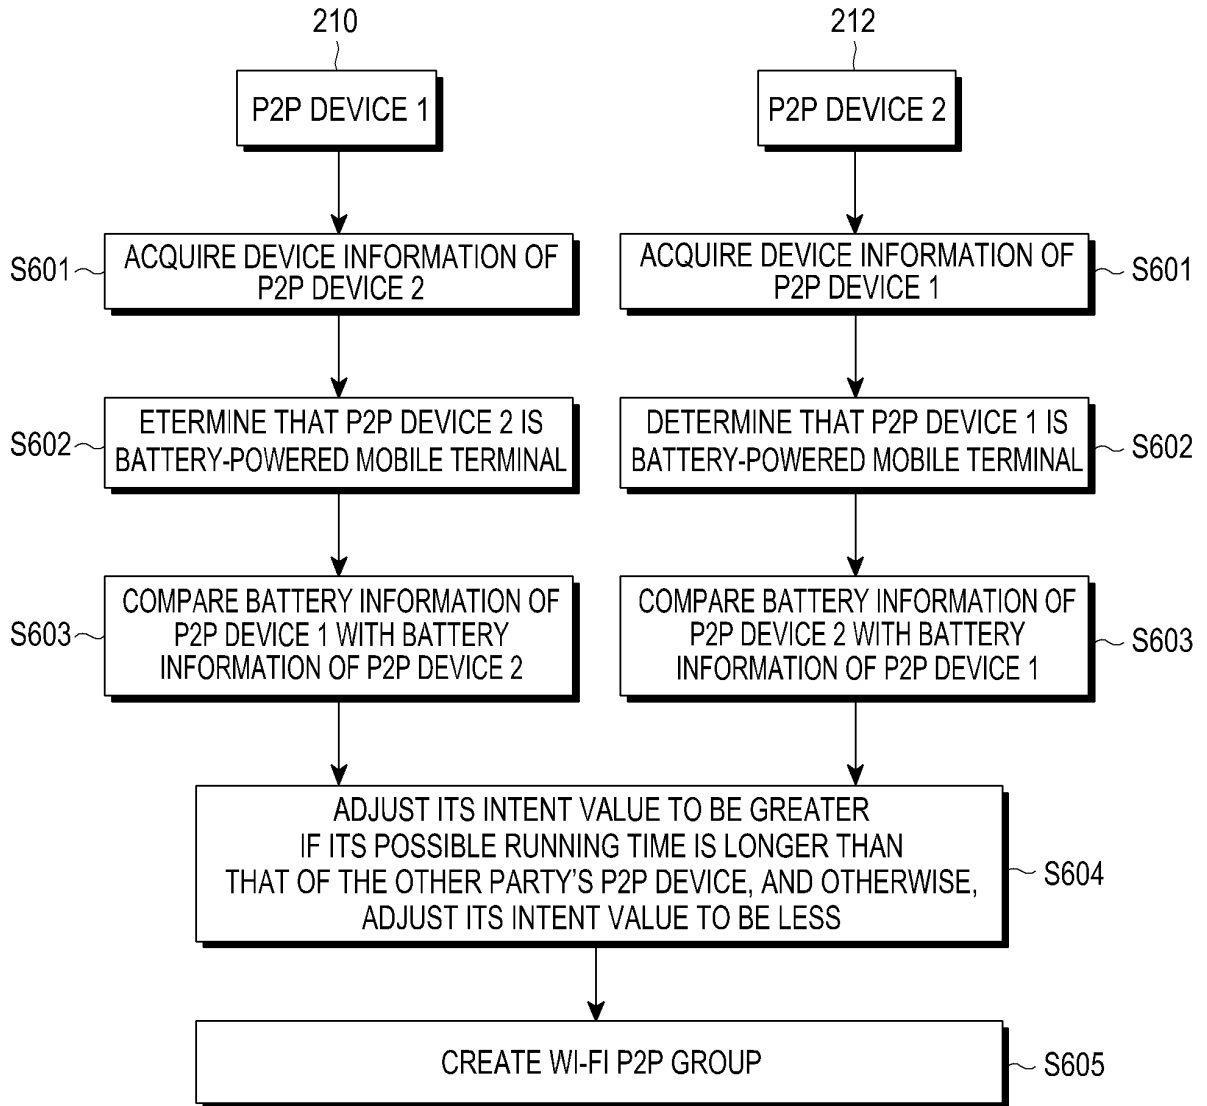 210
212
P2P DEVICE 1
P2P DEVICE 2
S601
ACQUIRE DEVICE INFORMATION OF
P2P DEVICE 2
ACQUIRE DEVICE INFORMATION OF
P2P DEVICE 1
S601
S602
ETERMINE THAT P2P DEVICE 2 IS
BATTERY-POWERED MOBILE TERMINAL
DETERMINE THAT P2P DEVICE 1 IS
BATTERY-POWERED MOBILE TERMINAL
S602
S603
COMPARE BATTERY INFORMATION OF
P2P DEVICE 1 WITH BATTERY
INFORMATION OF P2P DEVICE 2
COMPARE BATTERY INFORMATION OF
P2P DEVICE 2 WITH BATTERY
INFORMATION OF P2P DEVICE 1
S603
ADJUST ITS INTENT VALUE TO BE GREATER
IF ITS POSSIBLE RUNNING TIME IS LONGER THAN
THAT OF THE OTHER PARTY'S P2P DEVICE, AND OTHERWISE,
ADJUST ITS INTENT VALUE TO BE LESS
S604
CREATE WI-FI P2P GROUP
S605